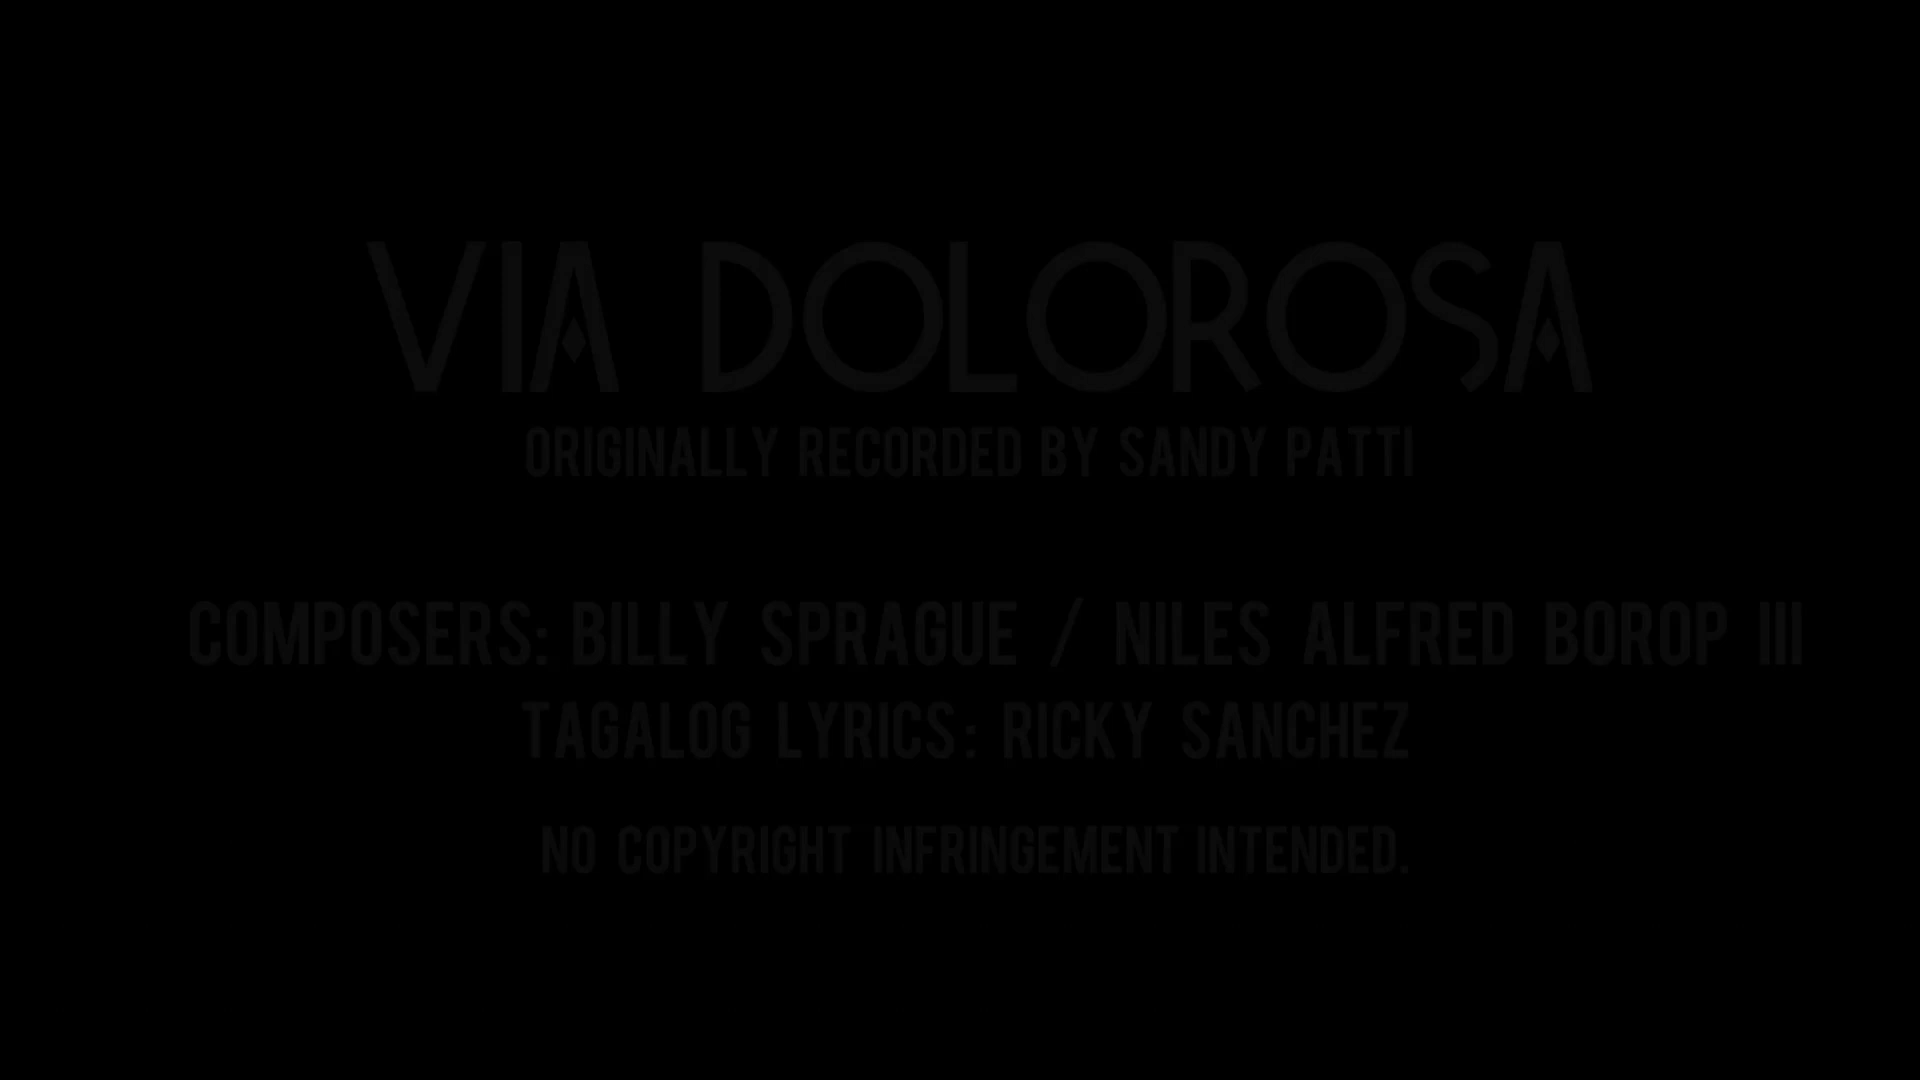 VIA DOLOROSA
ORIGINALLY RECORDED BY SANDY PATTI
COMPOSERS: BILLY SPRAGUE / NILES ALFRED BOROP III
TAGALOG LYRICS: RICKY SANCHEZ
NO COPYRIGHT INFRINGEMENT INTENDED.